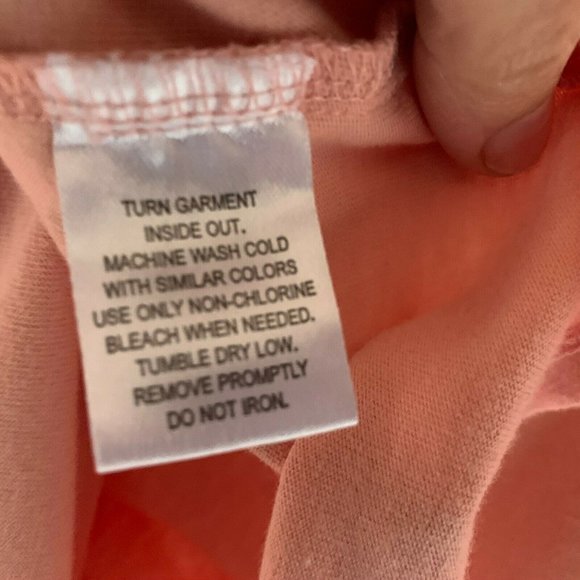 TURN GARMENT
INSIDE OUT.
MACHINE WASH COLD
WITH SIMILAR COLORS
USE ONLY NON-CHLORINE
BLEACH WHEN NEEDED.
TUMBLE DRY LOW.
REMOVE PROMPTLY
DO NOT IRON.